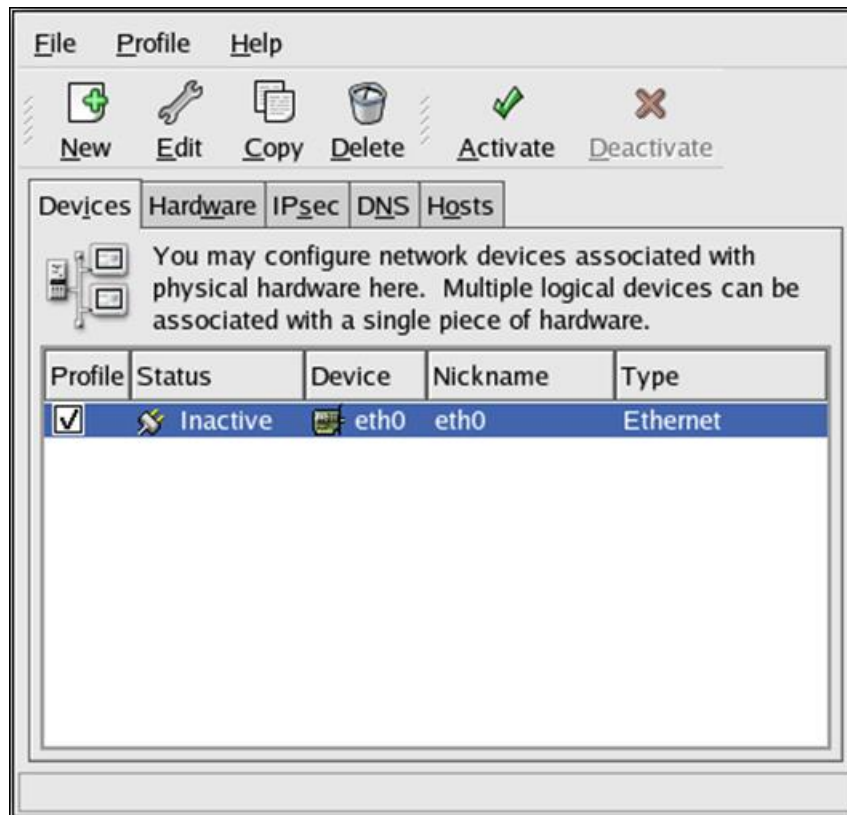 File Profile Help
New Edit Copy Delete Activate Deactivate
Devices Hardware IPsec DNS Hosts
You may configure network devices associated with
physical hardware here. Multiple logical devices can be
associated with a single piece of hardware.
Profile Status Device Nickname Type
Inactive eth0 eth0 Ethernet